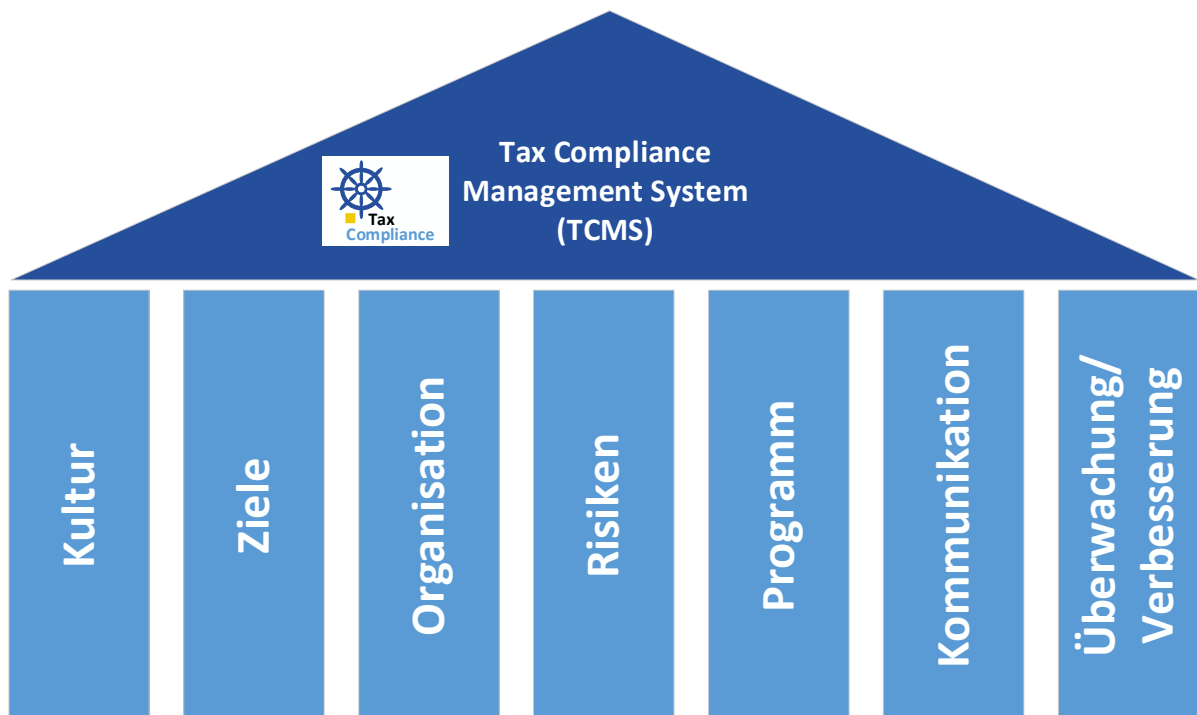 Tax Compliance
Management System
(TCMS)
Tax
Compliance
Kultur
Ziele
Organisation
Risiken
Programm
Kommunikation
Überwachung/
Verbesserung